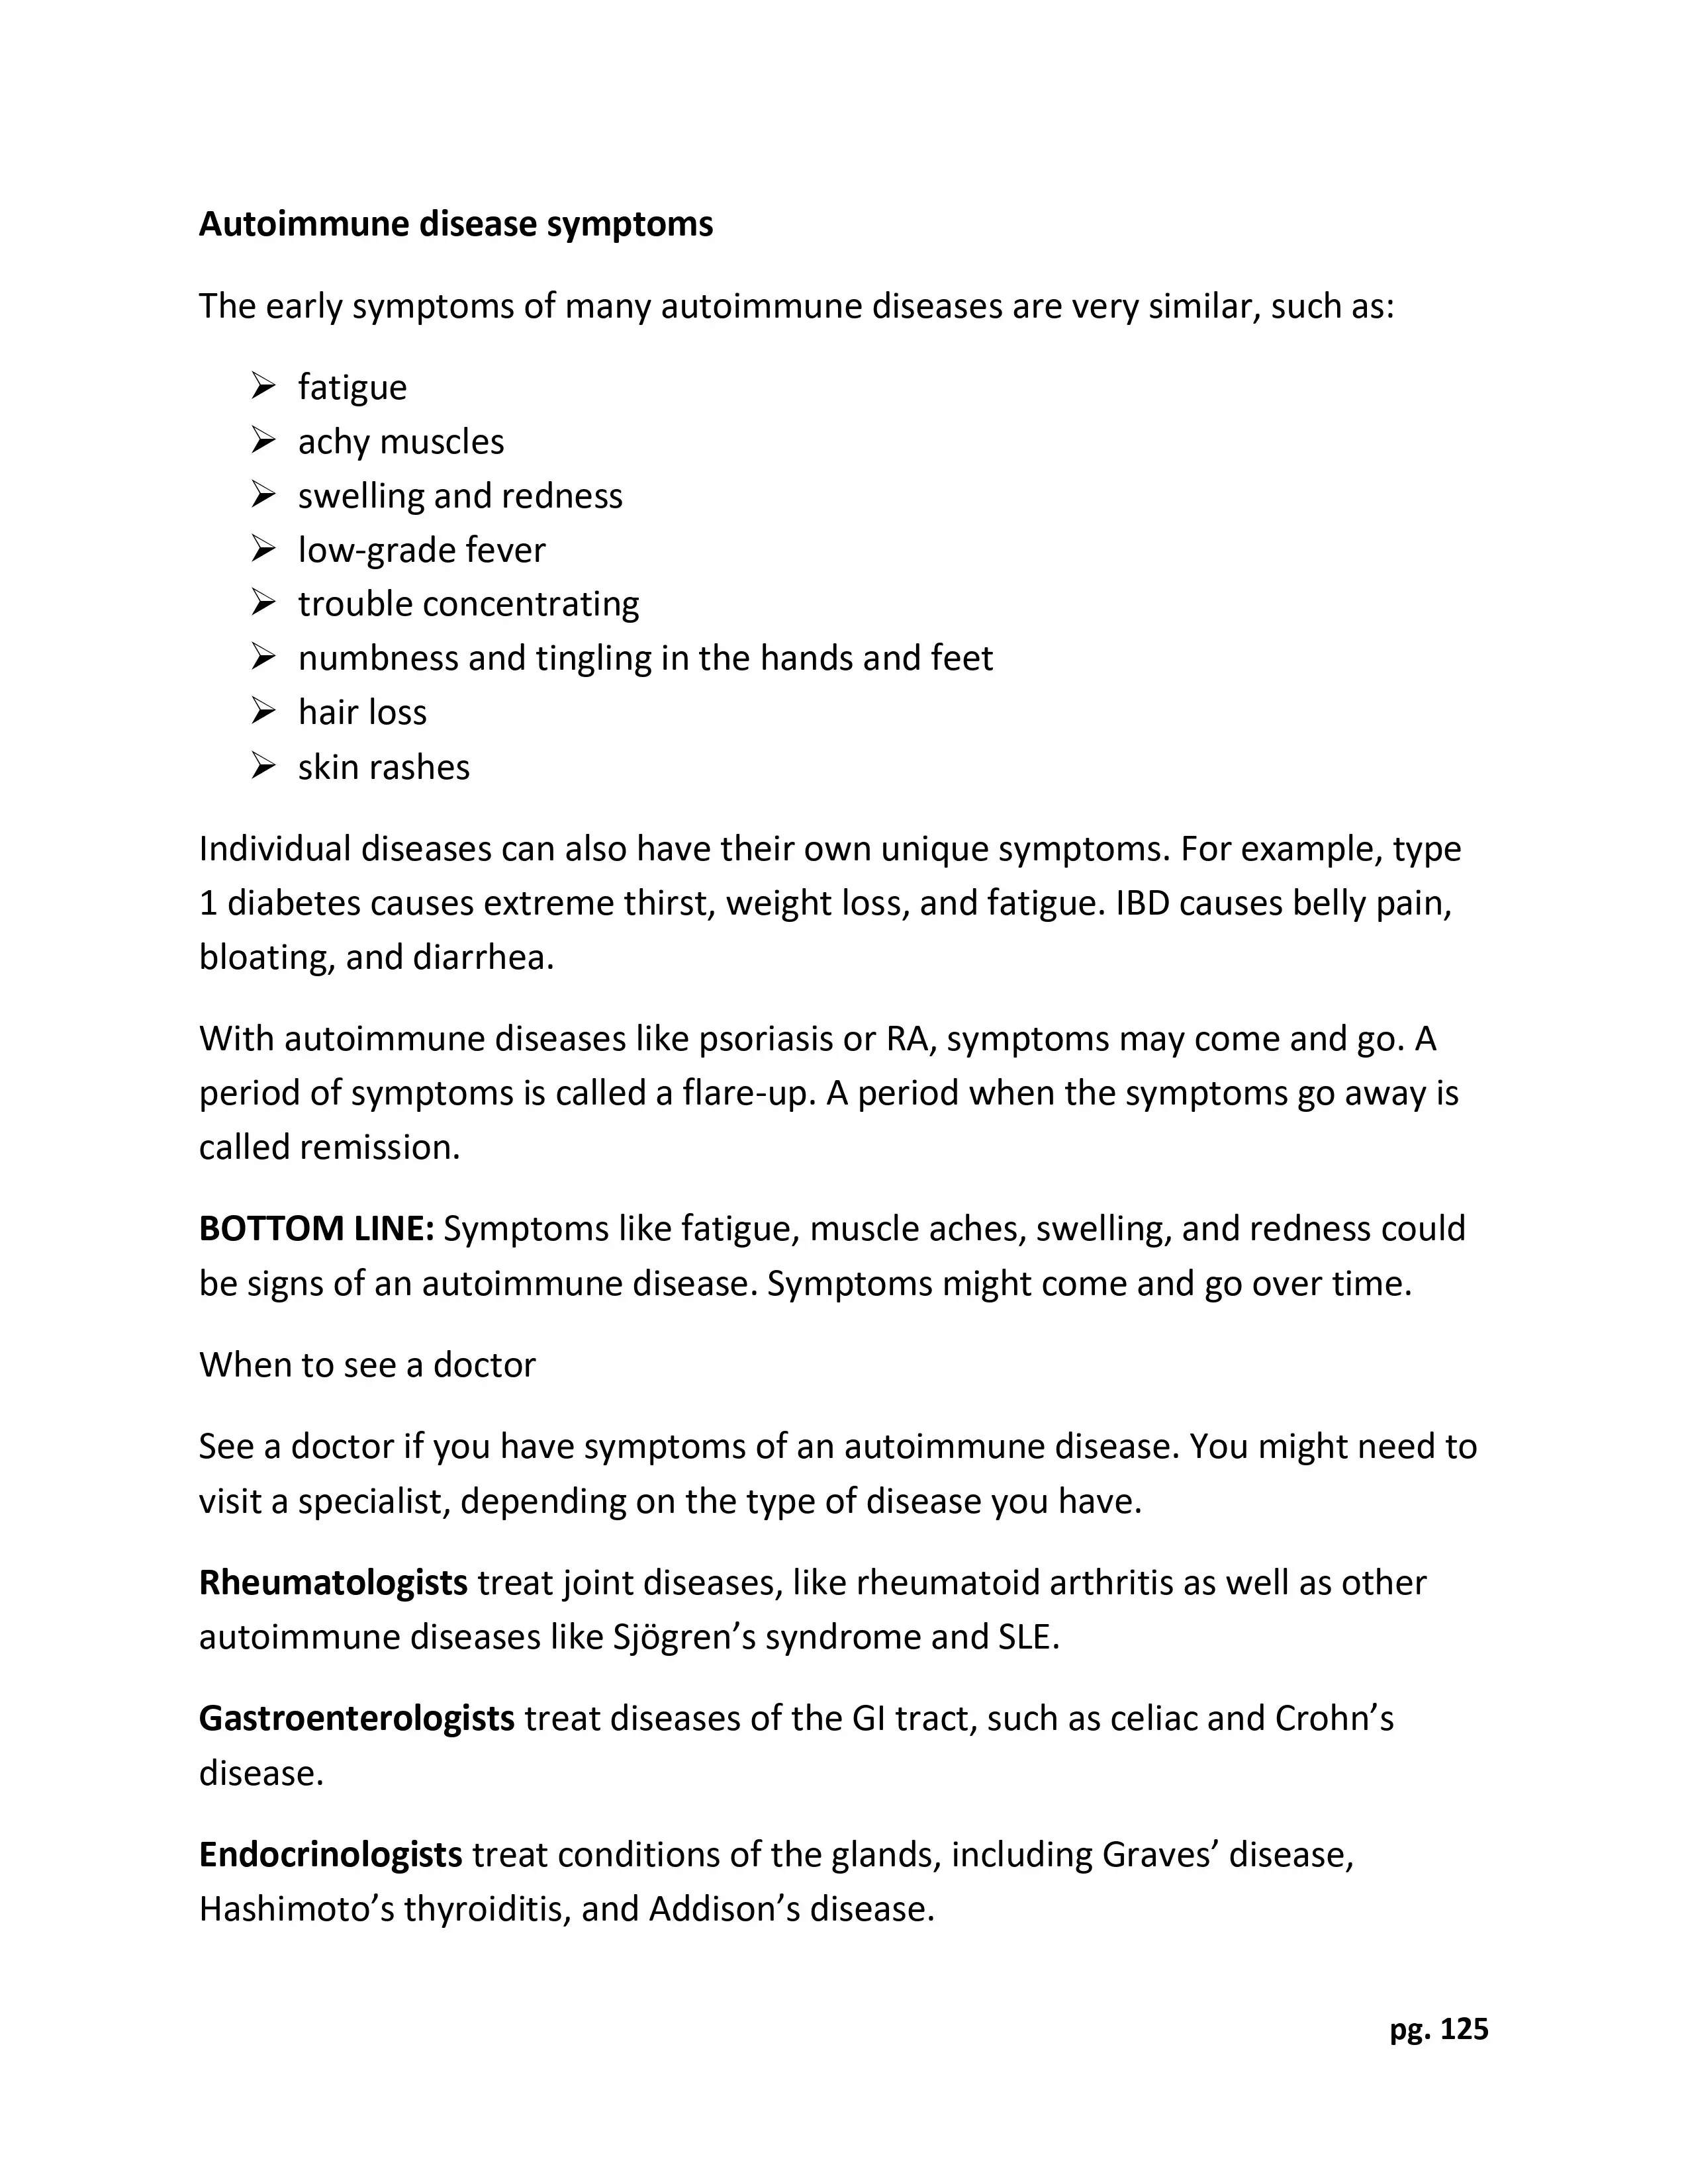 Autoimmune disease symptoms
The early symptoms of many autoimmune diseases are very similar, such as:
➢ fatigue
➢ achy muscles
➢ swelling and redness
➢ low-grade fever
➢ trouble concentrating
➢ numbness and tingling in the hands and feet
➢ hair loss
➢ skin rashes
Individual diseases can also have their own unique symptoms. For example, type
1 diabetes causes extreme thirst, weight loss, and fatigue. IBD causes belly pain,
bloating, and diarrhea.
With autoimmune diseases like psoriasis or RA, symptoms may come and go. A
period of symptoms is called a flare-up. A period when the symptoms go away is
called remission.
BOTTOM LINE: Symptoms like fatigue, muscle aches, swelling, and redness could
be signs of an autoimmune disease. Symptoms might come and go over time.
When to see a doctor
See a doctor if you have symptoms of an autoimmune disease. You might need to
visit a specialist, depending on the type of disease you have.
Rheumatologists treat joint diseases, like rheumatoid arthritis as well as other
autoimmune diseases like Sjögren’s syndrome and SLE.
Gastroenterologists treat diseases of the GI tract, such as celiac and Crohn’s
disease.
Endocrinologists treat conditions of the glands, including Graves’ disease,
Hashimoto’s thyroiditis, and Addison’s disease.
pg. 125